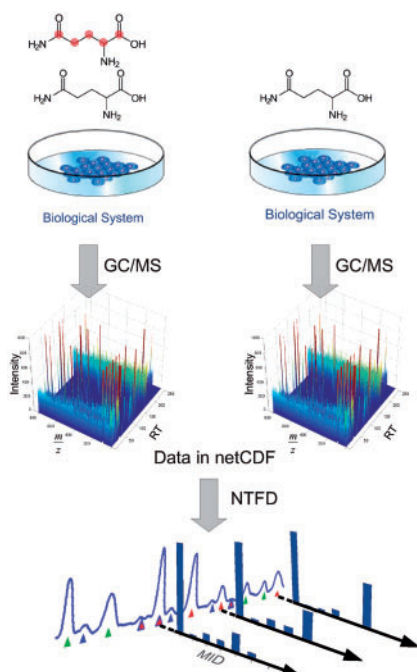 O
O
H₂N
OH
NH₂
O
O
H₂N
OH
NH₂
O
O
H₂N
OH
NH₂
Biological System
Biological System
GC/MS
GC/MS
Intensity
m/z
RT
Intensity
m/z
RT
Data in netCDF
NTFD
MID